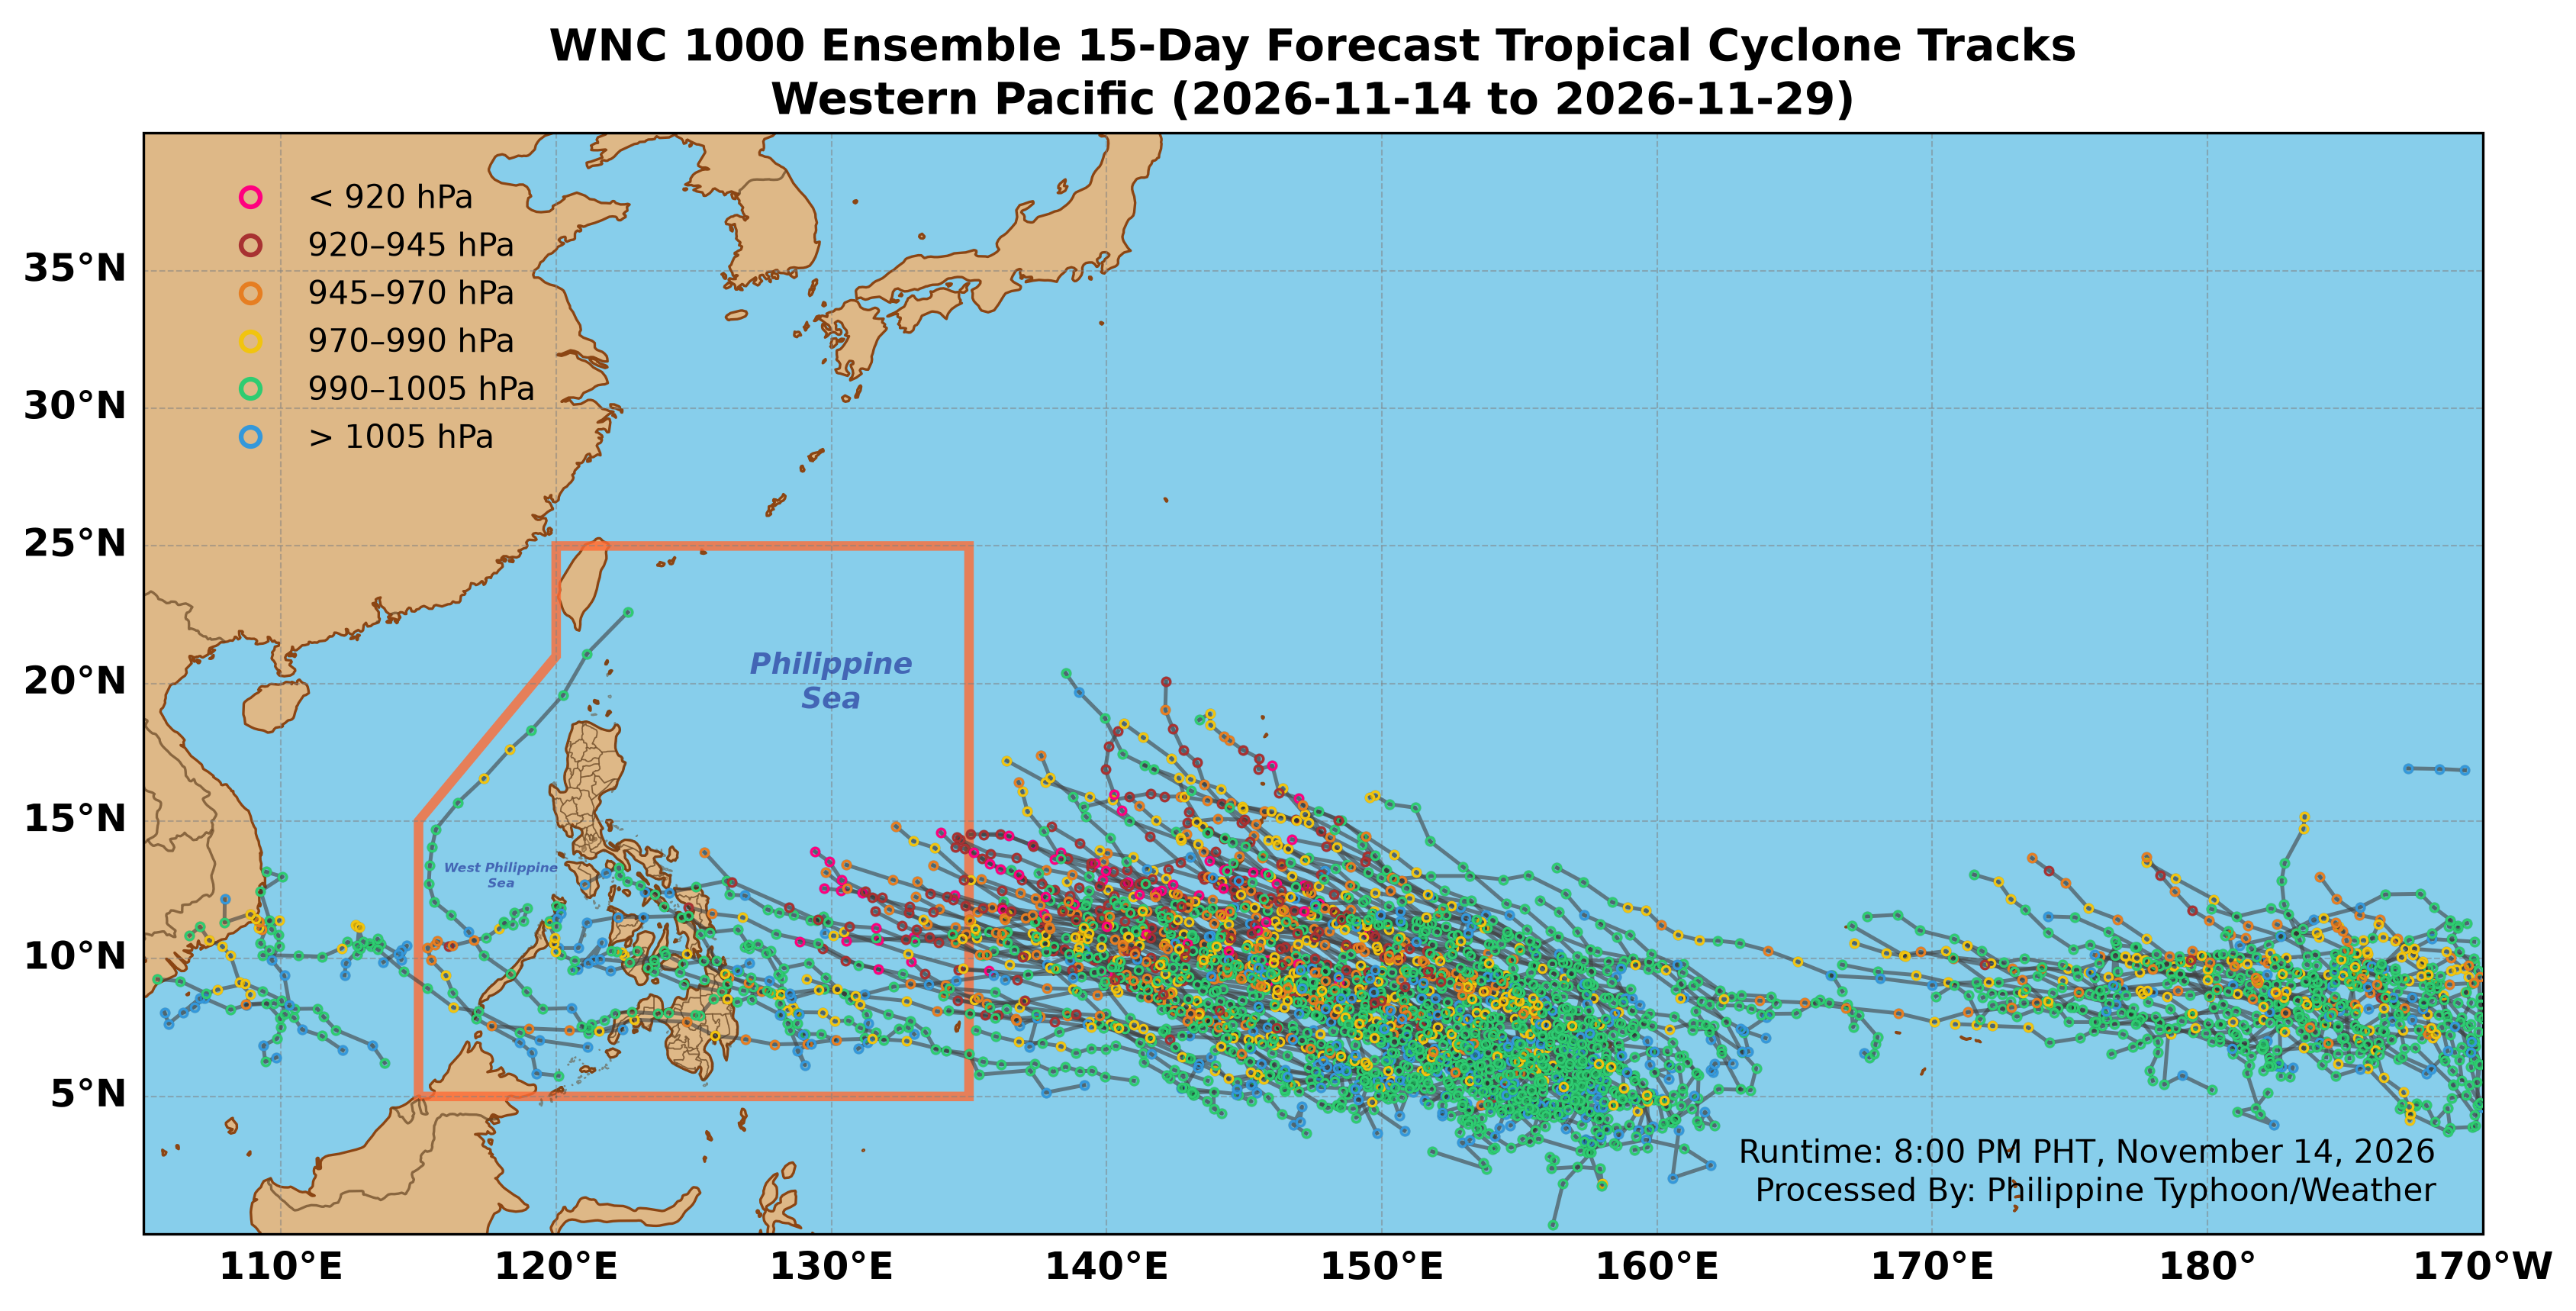 WNC 1000 Ensemble 15-Day Forecast Tropical Cyclone Tracks
Western Pacific (2026-11-14 to 2026-11-29)
< 920 hPa
920–945 hPa
945–970 hPa
970–990 hPa
990–1005 hPa
> 1005 hPa
35°N
30°N
25°N
20°N
15°N
10°N
5°N
Philippine
Sea
West Philippine
Sea
Runtime: 8:00 PM PHT, November 14, 2026
Processed By: Philippine Typhoon/Weather
110°E
120°E
130°E
140°E
150°E
160°E
170°E
180°
170°W